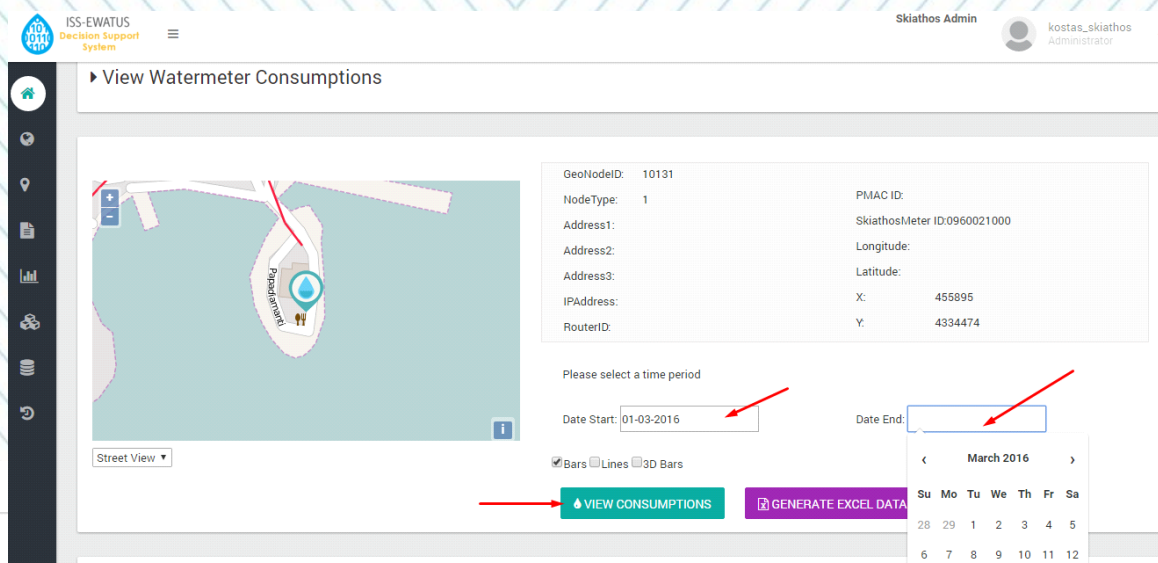 ISS-EWATUS
Decision Support
System
Skiathos Admin
kostas_skiathos
Administrator
View Watermeter Consumptions
+
-
Papadiamanti
i
Street View
GeoNodeID: 10131
NodeType: 1
Address1:
Address2:
Address3:
IPAddress:
RouterID:
PMAC ID:
SkiathosMeter ID:0960021000
Longitude:
Latitude:
X: 455895
Y: 4334474
Please select a time period
Date Start: 01-03-2016
Date End:
Bars Lines 3D Bars
VIEW CONSUMPTIONS
GENERATE EXCEL DATA
‹ March 2016 ›
Su Mo Tu We Th Fr Sa
28 29 1 2 3 4 5
6 7 8 9 10 11 12